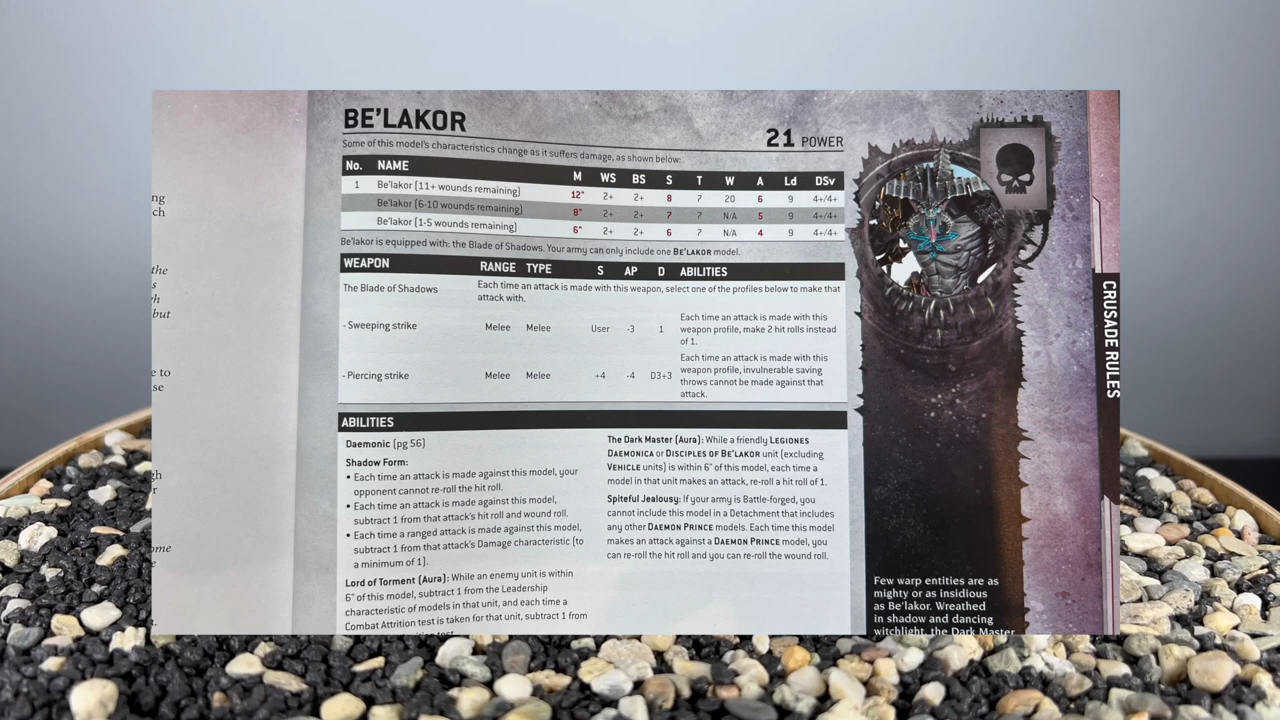 ng
ch
the
s
but
e to
se
gh
r
ome
BE'LAKOR
21 POWER
Some of this model's characteristics change as it suffers damage, as shown below:
No. NAME M WS BS S T W A Ld DSv
1 Be'lakor (11+ wounds remaining) 12" 2+ 2+ 8 7 20 6 9 4+/4+
Be'lakor (6-10 wounds remaining) 8" 2+ 2+ 7 7 N/A 5 9 4+/4+
Be'lakor (1-5 wounds remaining) 6" 2+ 2+ 6 7 N/A 4 9 4+/4+
Be'lakor is equipped with: the Blade of Shadows. Your army can only include one BE'LAKOR model.
WEAPON RANGE TYPE S AP D ABILITIES
The Blade of Shadows Each time an attack is made with this weapon, select one of the profiles below to make that
attack with.
- Sweeping strike Melee Melee User -3 1 Each time an attack is made with this
weapon profile, make 2 hit rolls instead
of 1.
- Piercing strike Melee Melee +4 -4 D3+3 Each time an attack is made with this
weapon profile, invulnerable saving
throws cannot be made against that
attack.
ABILITIES
Daemonic (pg 56)
Shadow Form:
• Each time an attack is made against this model, your
opponent cannot re-roll the hit roll.
• Each time an attack is made against this model,
subtract 1 from that attack's hit roll and wound roll.
• Each time a ranged attack is made against this model,
subtract 1 from that attack's Damage characteristic (to
a minimum of 1).
Lord of Torment (Aura): While an enemy unit is within
6" of this model, subtract 1 from the Leadership
characteristic of models in that unit, and each time a
Combat Attrition test is taken for that unit, subtract 1 from
The Dark Master (Aura): While a friendly LEGIONES
DAEMONICA or DISCIPLES OF BE'LAKOR unit (excluding
VEHICLE units) is within 6" of this model, each time a
model in that unit makes an attack, re-roll a hit roll of 1.
Spiteful Jealousy: If your army is Battle-forged, you
cannot include this model in a Detachment that includes
any other DAEMON PRINCE models. Each time this model
makes an attack against a DAEMON PRINCE model, you
can re-roll the hit roll and you can re-roll the wound roll.
CRUSADE RULES
Few warp entities are as
mighty or as insidious
as Be'lakor. Wreathed
in shadow and dancing
witchlight, the Dark Master